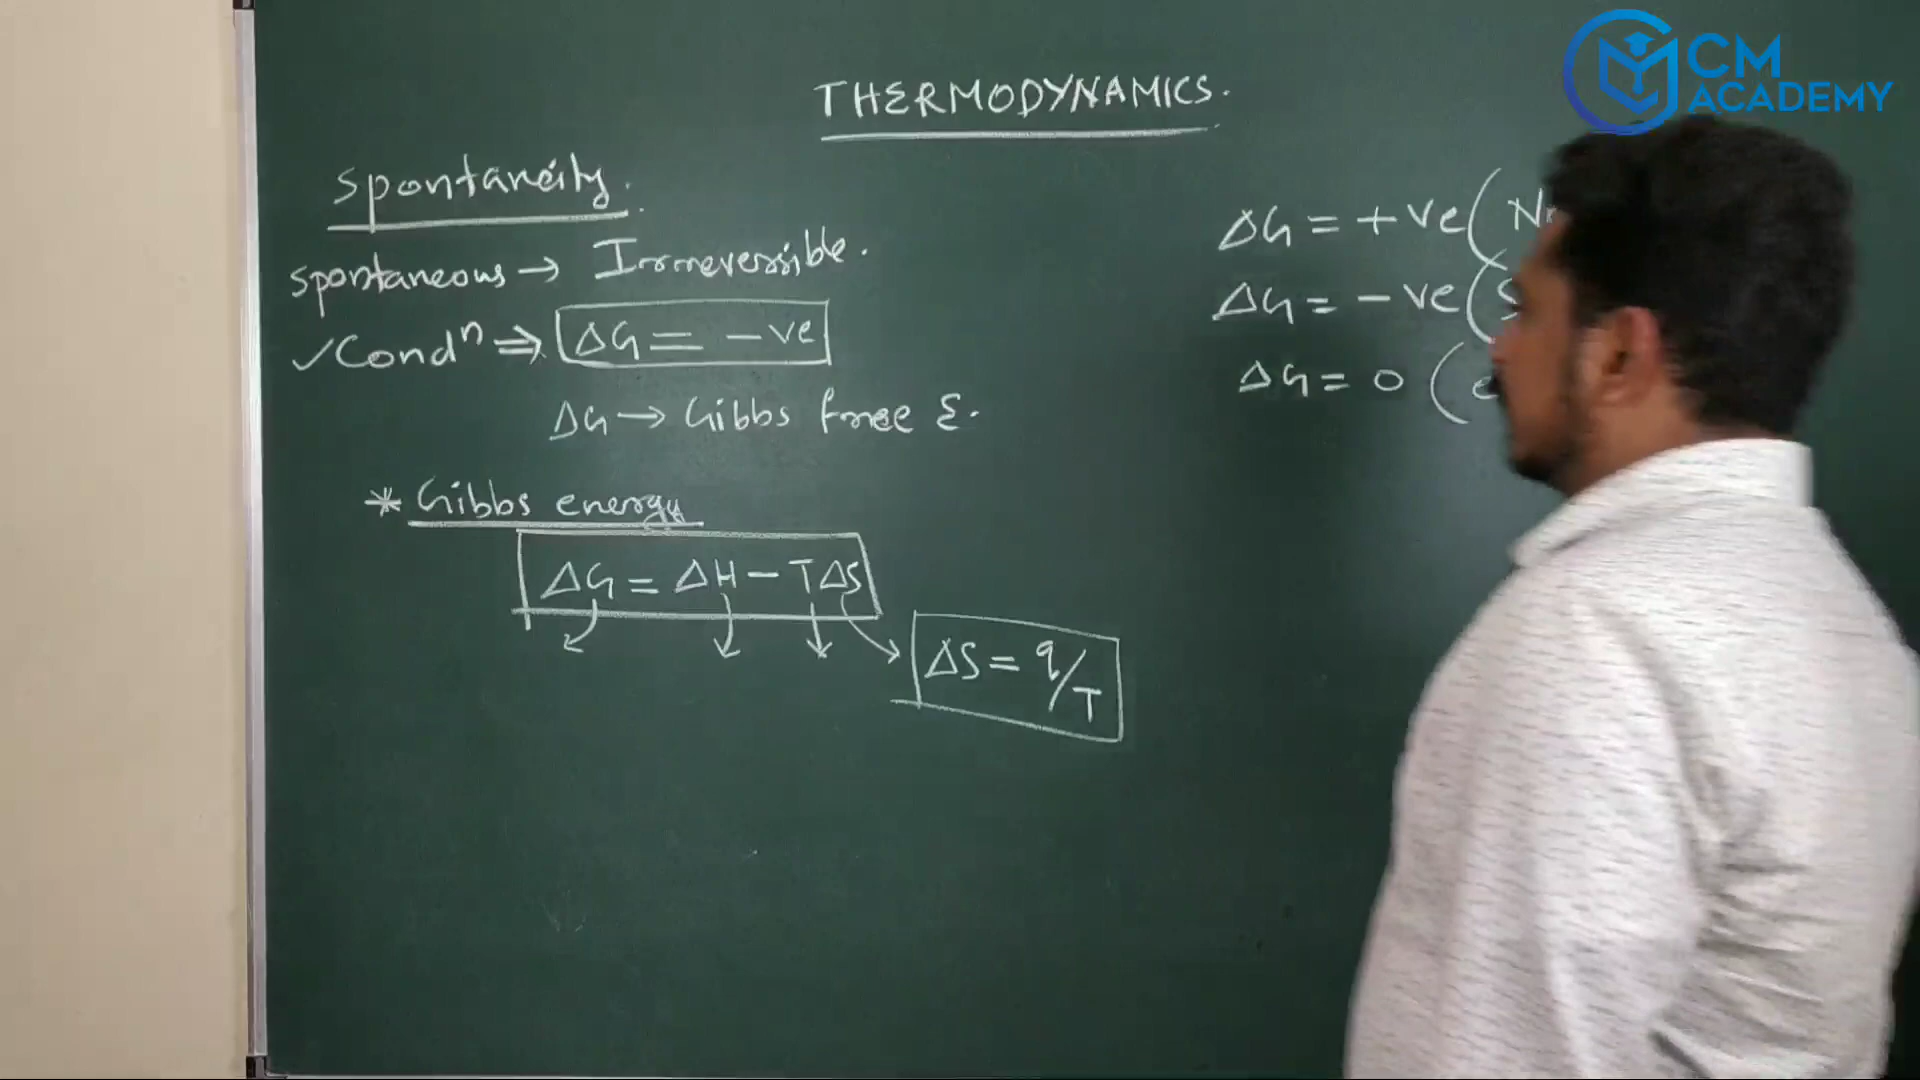 CM
ACADEMY
THERMODYNAMICS.
Spontaneity.
Spontaneous → Irreversible.
✓Condⁿ ⇒ ΔG = -ve
ΔG → Gibbs free E.
* Gibbs energy
ΔG = ΔH - TΔS
ΔS = q/T
ΔG = +ve (
ΔG = -ve (
ΔG = 0 (